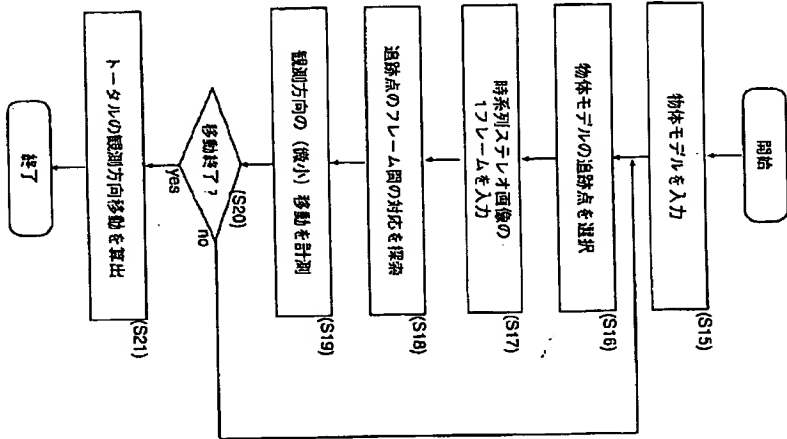 開始
物体モデルを入力
(S15)
物体モデルの追跡点を選択
(S16)
時系列ステレオ画像の
1フレームを入力
(S17)
追跡点のフレーム間の対応を探索
(S18)
観測方向の（微小）移動を計測
(S19)
移動終了？
(S20)
no
yes
トータルの観測方向移動を算出
(S21)
終了